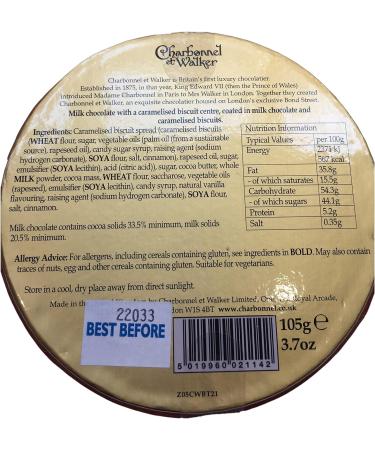 Charbonnel
et Walker
Charbonnel et Walker is Britain's first luxury chocolatier.
Established in 1875, in that year, King Edward VII (then the Prince of Wales)
introduced Madame Charbonnel in Paris to Mrs Walker in London. Together they created
Charbonnel et Walker, an exquisite chocolatier housed on London's exclusive Bond Street.
Milk chocolate with a caramelised biscuit centre, coated in milk chocolate and
caramelised biscuits.
Ingredients: Caramelised biscuit spread (caramelised biscuits
(WHEAT flour, sugar, vegetable oils (palm oil (from a sustainable
source), rapeseed oil), candy sugar syrup, raising agent (sodium
hydrogen carbonate), SOYA flour, salt, cinnamon), rapeseed oil, sugar,
emulsifier (SOYA lecithin), acid (citric acid)), sugar, cocoa butter, whole
MILK powder, cocoa mass, WHEAT flour, saccharose, vegetable oils
(rapeseed), emulsifier (SOYA lecithin), candy syrup, natural vanilla
flavouring, raising agent (sodium hydrogen carbonate), SOYA flour,
salt, cinnamon.
Milk chocolate contains cocoa solids 33.5% minimum, milk solids
20.5% minimum.
Nutrition Information
Typical Values per 100g
Energy 2371 kJ
567 kcal
Fat 35.8g
- of which saturates 15.5g
Carbohydrate 54.3g
- of which sugars 44.1g
Protein 5.2g
Salt 0.35g
Allergy Advice: For allergens, including cereals containing gluten, see ingredients in BOLD. May also contain
traces of nuts, egg and other cereals containing gluten. Suitable for vegetarians.
Store in a cool, dry place away from direct sunlight.
Made in the by Charbonnel et Walker Limited, One Royal Arcade,
W1S 4BT www.charbonnel.co.uk
22033
BEST BEFORE
105g e
3.7oz
5 019960 021142
Z05CWBT21